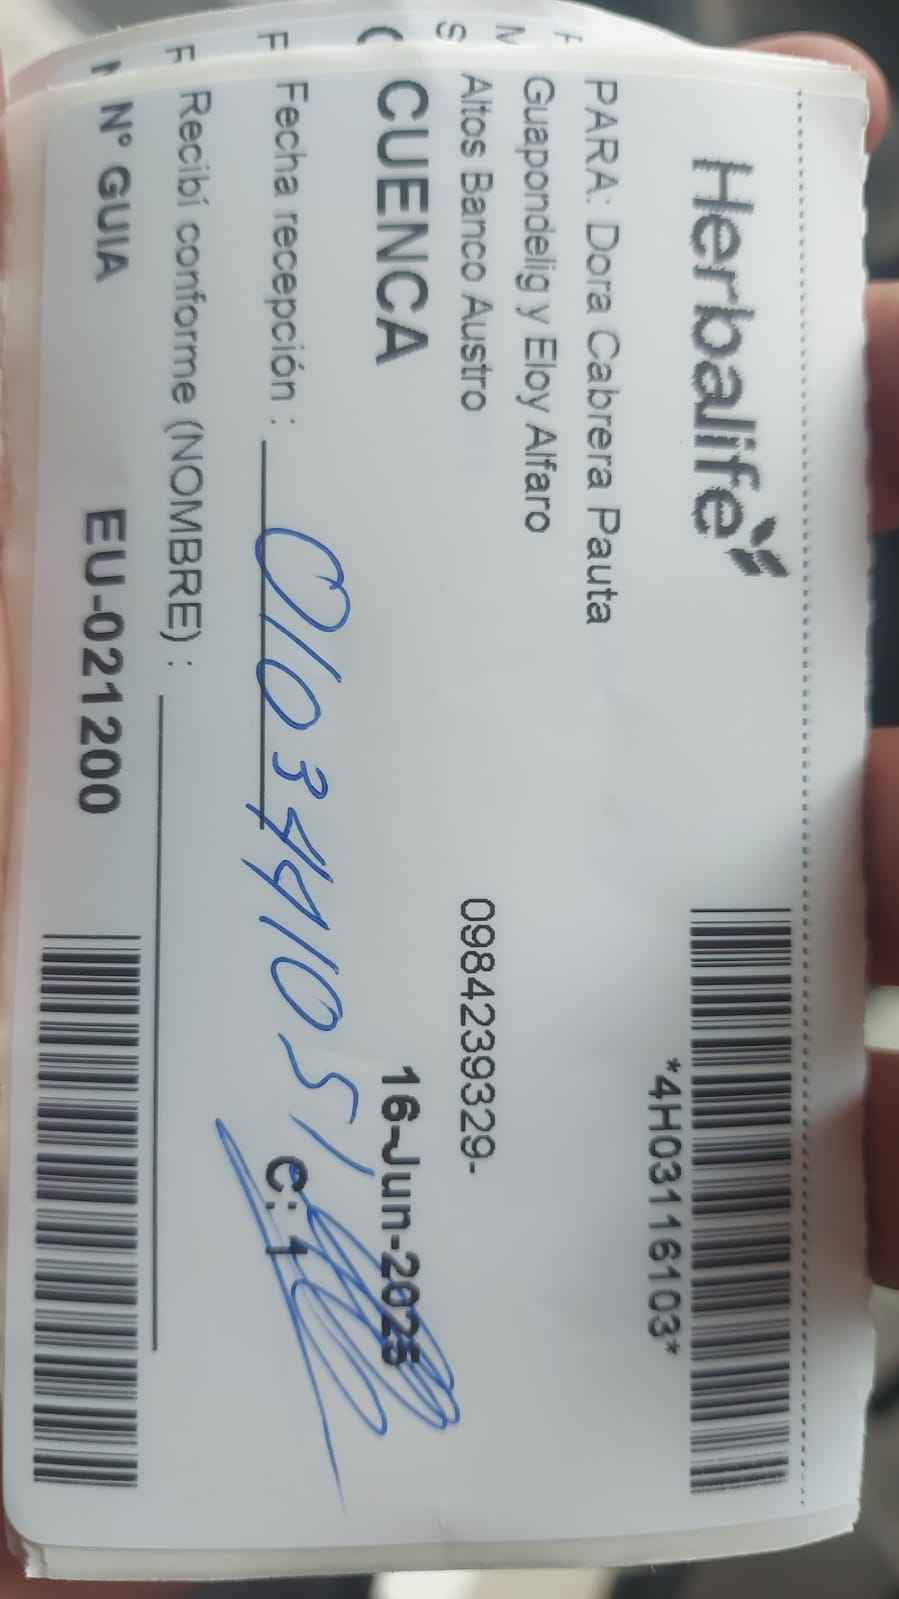 Herbalife
*4H03116103*
PARA: Dora Cabrera Pauta
Guapondelig y Eloy Alfaro
Altos Banco Austro 0984239329-
CUENCA 16-Jun-2025
Fecha recepción : 0103441051 C: 1
Recibí conforme (NOMBRE) :
N° GUIA EU-021200